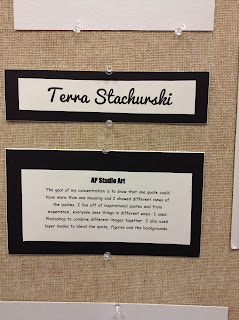 Terra Stachurski
AP Studio Art
The goal of my concentration is to show that one quote could
have more than one meaning and I showed different views of
the quotes. I live off of inspirational quotes and from
experience, everyone sees things in different ways. I used
Photoshop to combine different images together. I also used
layer modes to blend the quote, figures and the backgrounds